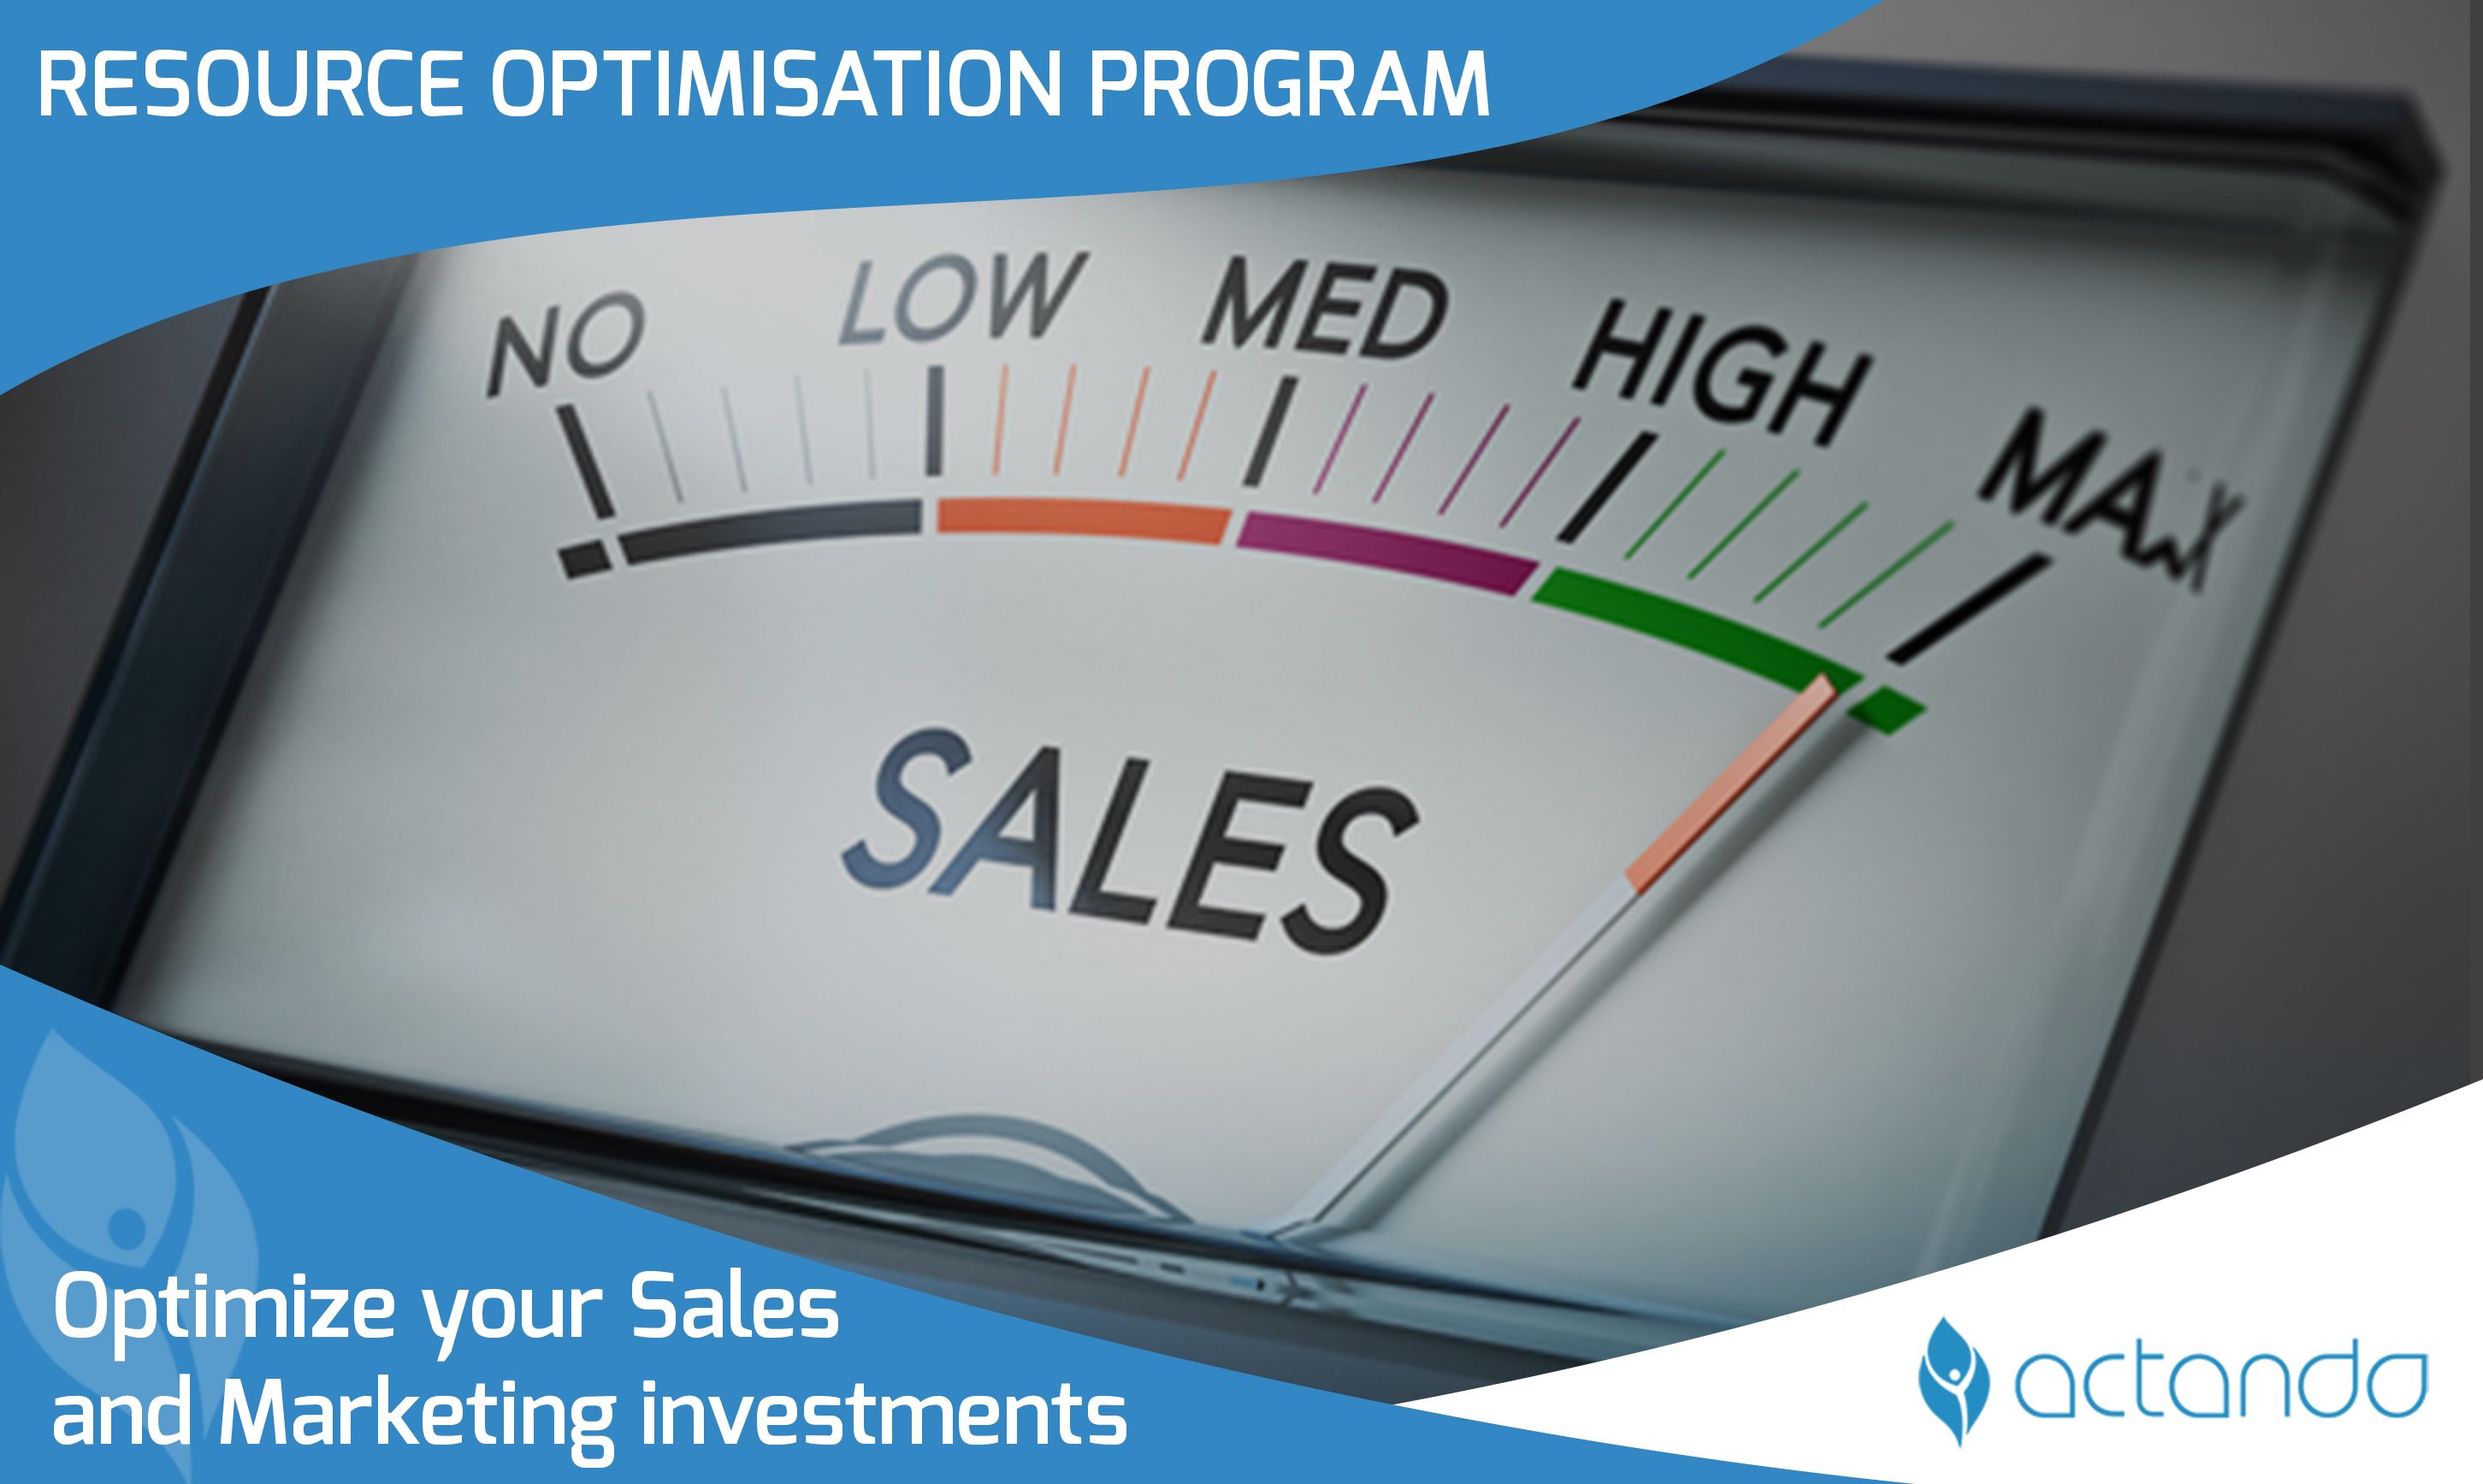 RESOURCE OPTIMISATION PROGRAM
NO
LOW
MED
HIGH
MAX
SALES
Optimize your Sales
and Marketing investments
actando